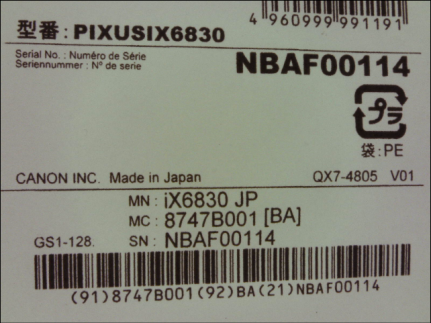 4 960999 991191
型番:PIXUSIX6830
Serial No. : Numéro de Série
Seriennummer : Nº de serie
NBAF00114
プラ
袋:PE
CANON INC. Made in Japan QX7-4805 V01
MN : iX6830 JP
MC : 8747B001 [BA]
GS1-128. SN : NBAF00114
(91)8747B001(92)BA(21)NBAF00114